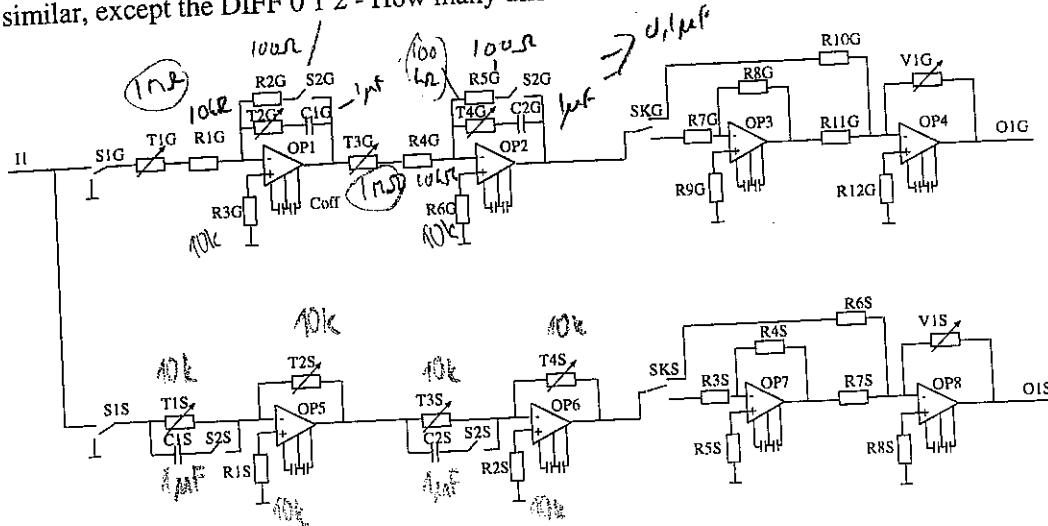 similar, except the DIFF 0 1 2 - How many
100Ω 100Ω 0,1µF
R10G
R2G S2G R5G S2G R8G V1G
10kΩ T2G C1G 1µF T4G C2G 1µF SKG
I1 S1G T1G R1G OP1 T3G R4G OP2 R7G OP3 R11G OP4 O1G
R3G Coff 10kΩ R6G R9G R12G
10k 10k
R6S
10k 10k R4S V1S
10k T2S 10k T4S SKS
S1S T1S OP5 T3S OP6 R3S OP7 R7S OP8 O1S
C1S S2S C2S S2S
R1S R2S R5S R8S
1µF 1µF
10k 10k